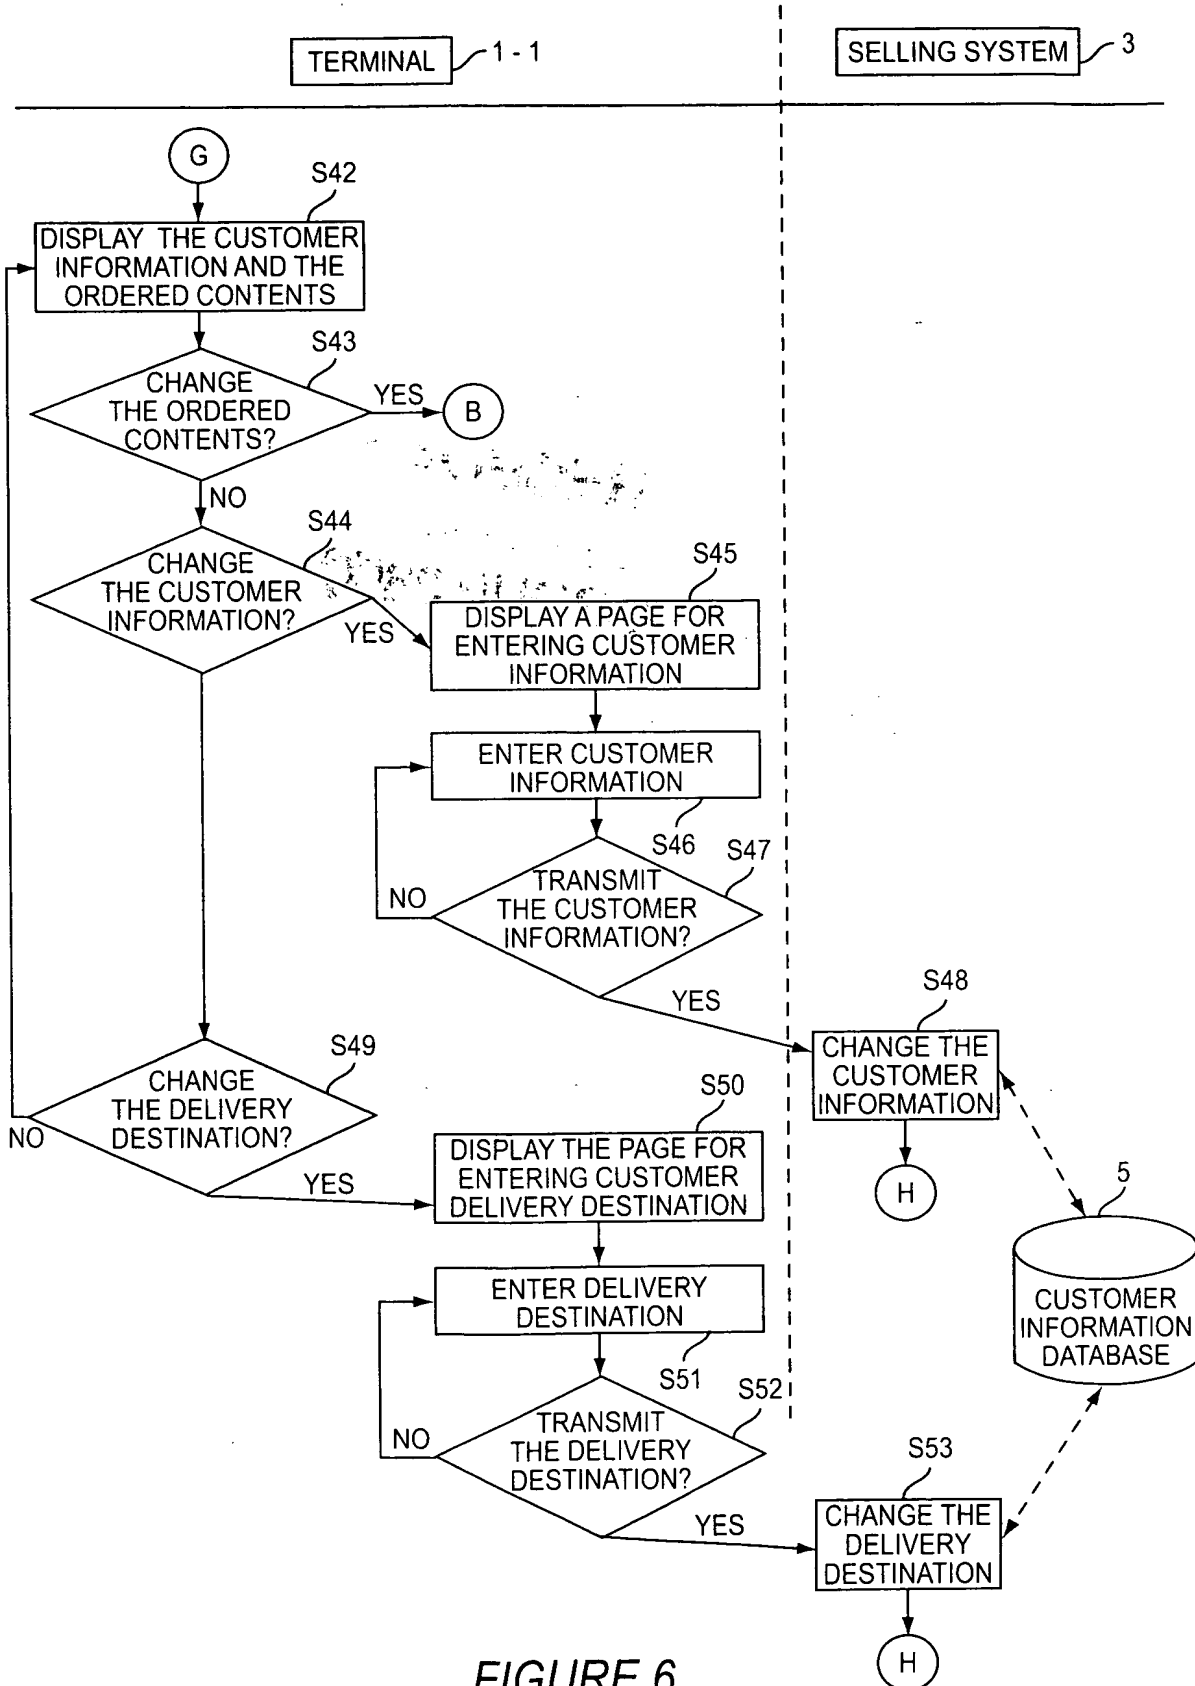 TERMINAL
1 - 1
SELLING SYSTEM
3
G
S42
DISPLAY THE CUSTOMER
INFORMATION AND THE
ORDERED CONTENTS
S43
CHANGE
THE ORDERED
CONTENTS?
YES
B
NO
S44
CHANGE
THE CUSTOMER
INFORMATION?
YES
S45
DISPLAY A PAGE FOR
ENTERING CUSTOMER
INFORMATION
ENTER CUSTOMER
INFORMATION
S46
S47
TRANSMIT
THE CUSTOMER
INFORMATION?
NO
YES
S48
CHANGE THE
CUSTOMER
INFORMATION
H
S49
CHANGE
THE DELIVERY
DESTINATION?
NO
YES
S50
DISPLAY THE PAGE FOR
ENTERING CUSTOMER
DELIVERY DESTINATION
5
CUSTOMER
INFORMATION
DATABASE
ENTER DELIVERY
DESTINATION
S51
S52
TRANSMIT
THE DELIVERY
DESTINATION?
NO
YES
S53
CHANGE THE
DELIVERY
DESTINATION
H
FIGURE 6